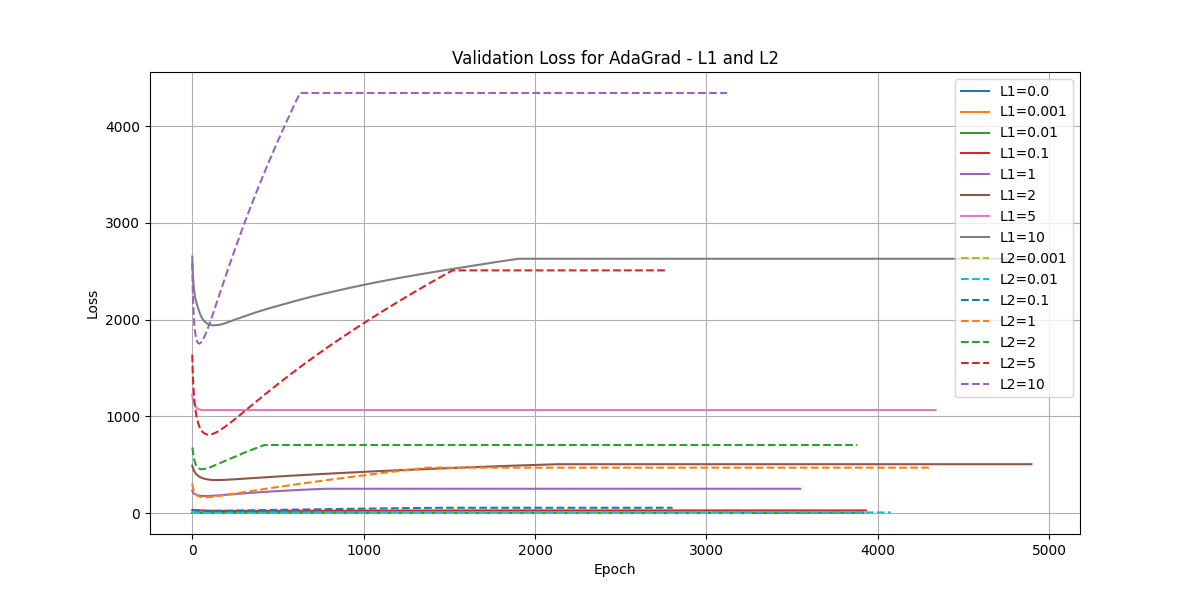 Validation Loss for AdaGrad - L1 and L2
Loss
4000
3000
2000
1000
0
L1=0.0
L1=0.001
L1=0.01
L1=0.1
L1=1
L1=2
L1=5
L1=10
L2=0.001
L2=0.01
L2=0.1
L2=1
L2=2
L2=5
L2=10
0 1000 2000 3000 4000 5000
Epoch